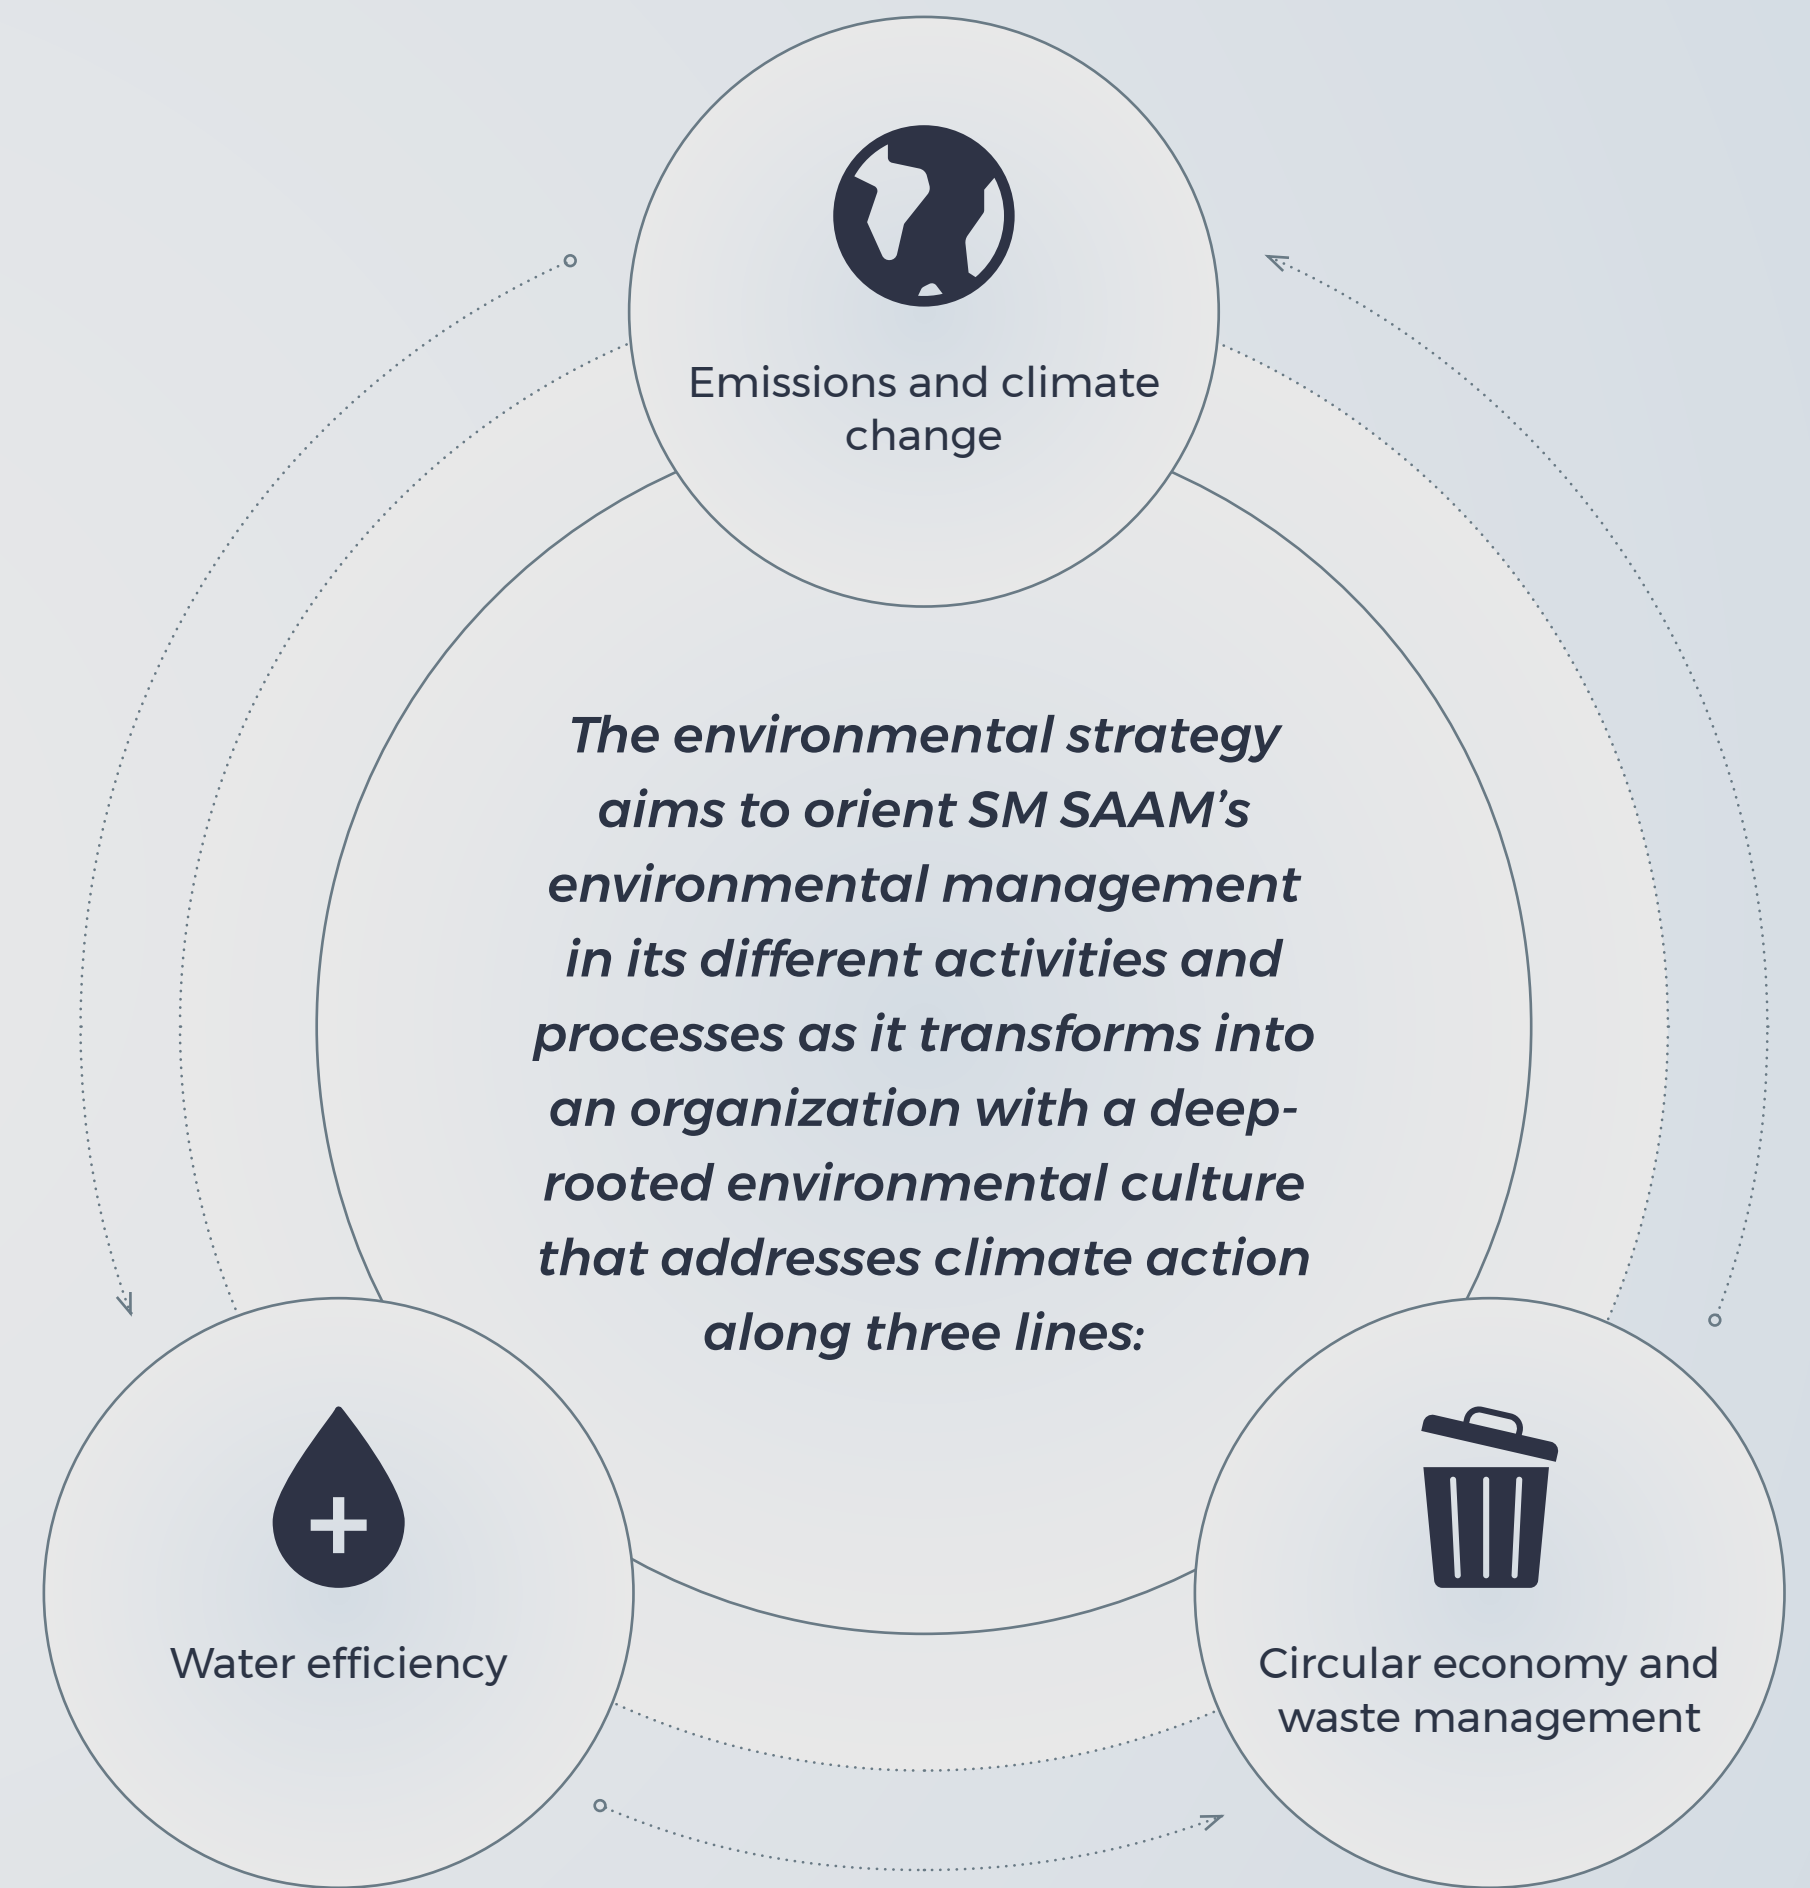 Emissions and climate
change
The environmental strategy
aims to orient SM SAAM’s
environmental management
in its different activities and
processes as it transforms into
an organization with a deep-
rooted environmental culture
that addresses climate action
along three lines:
Water efficiency
Circular economy and
waste management